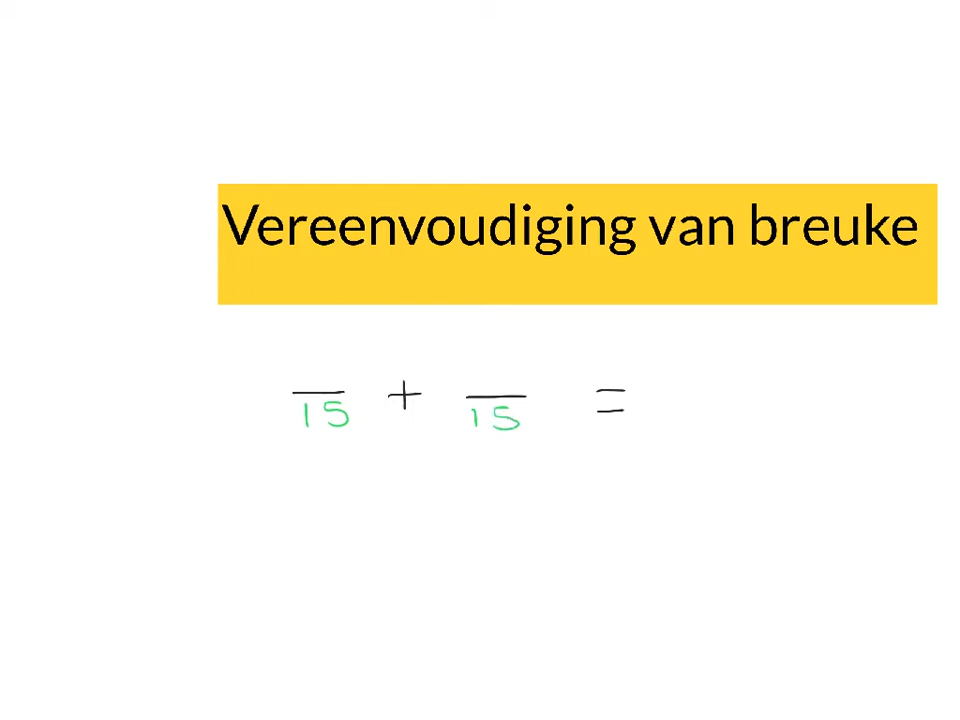 Vereenvoudiging van breuke
— + — =
15 15